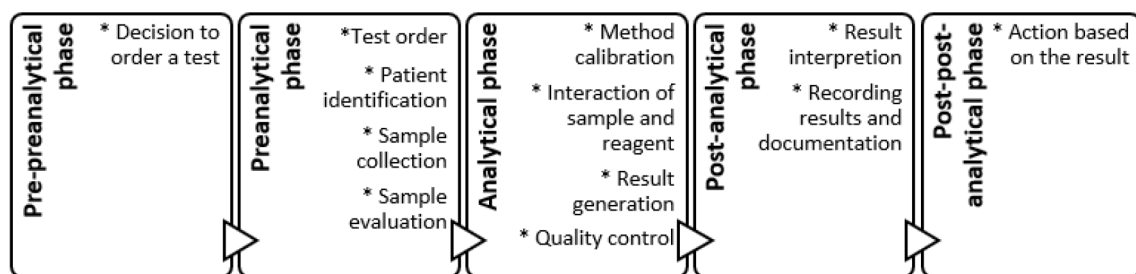 Pre-preanalytical
phase
* Decision to
order a test
Preanalytical
phase
*Test order
* Patient
identification
* Sample
collection
* Sample
evaluation
Analytical phase
* Method
calibration
* Interaction of
sample and
reagent
* Result
generation
* Quality control
Post-analytical
phase
* Result
interpretion
* Recording
results and
documentation
Post-post-
analytical phase
* Action based
on the result